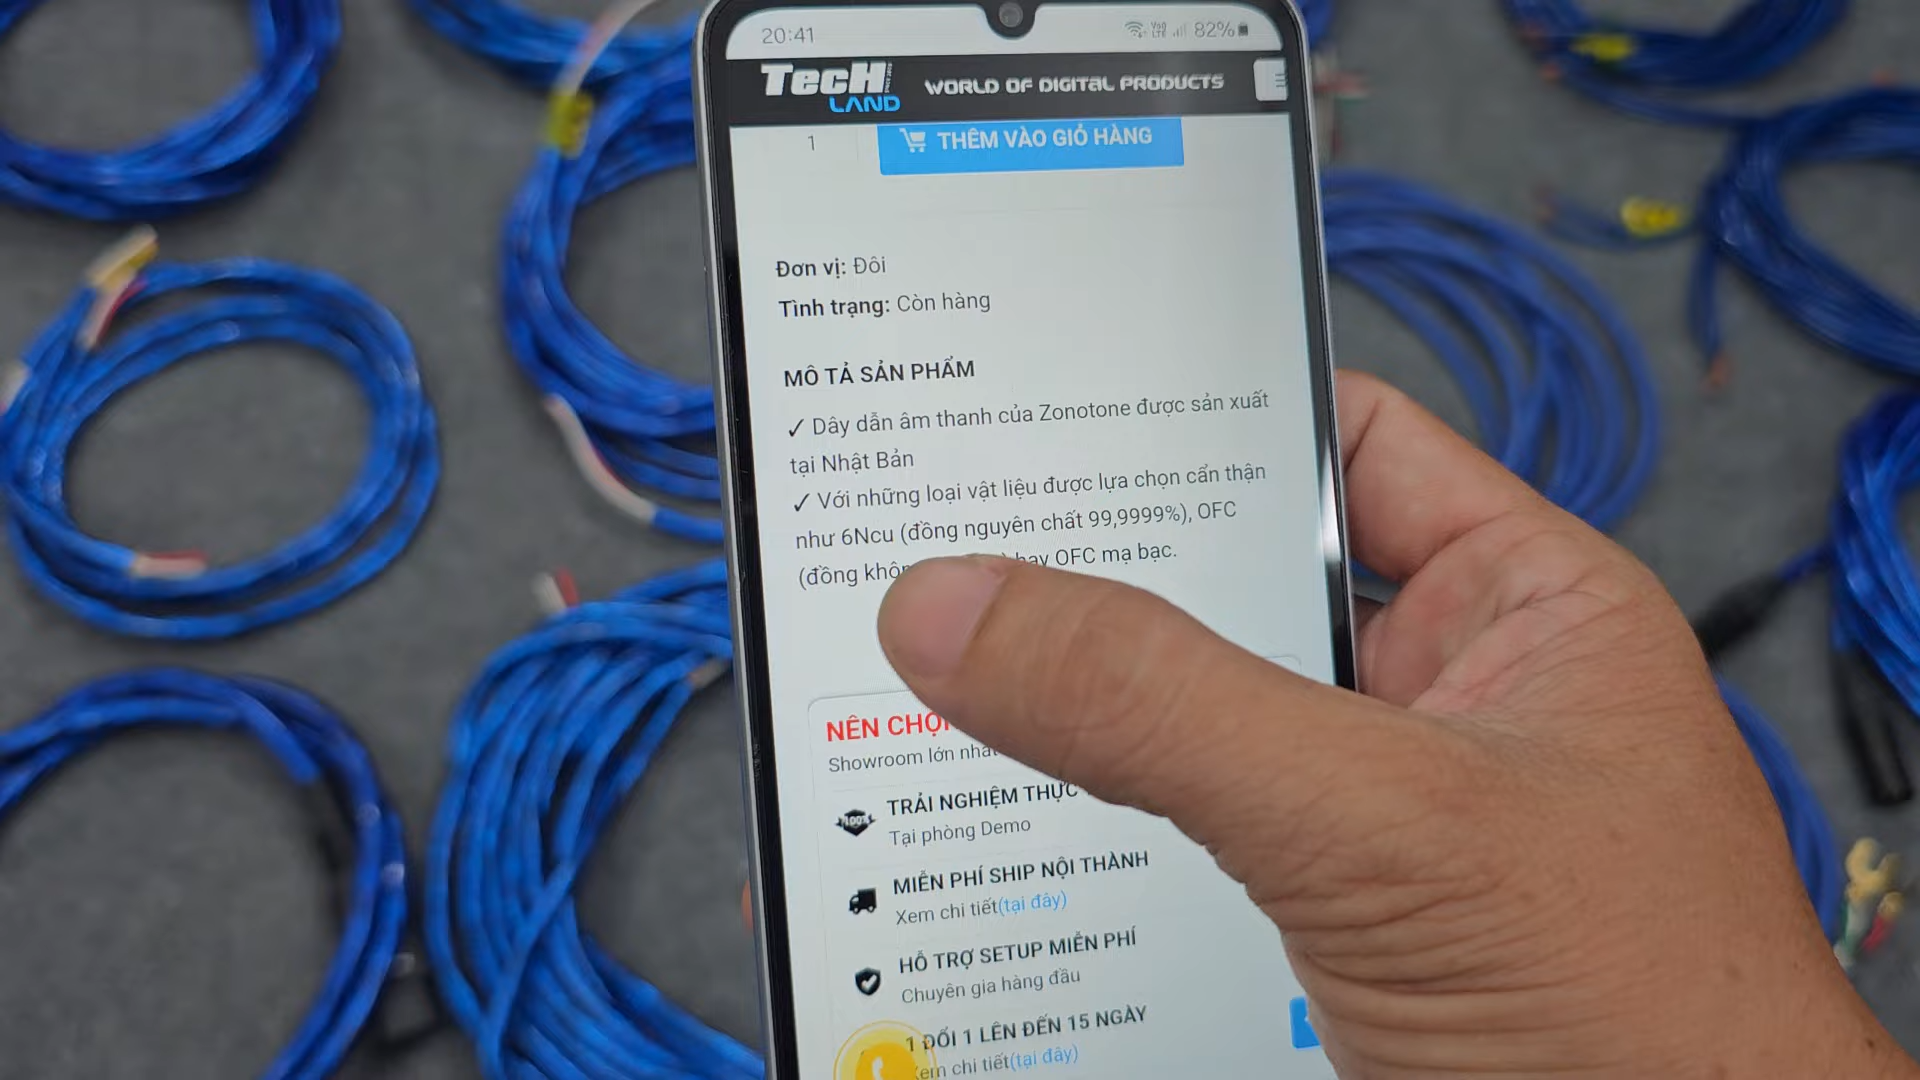 20:41
82%
TecH
LAND
WORLD OF DIGITAL PRODUCTS
1
THÊM VÀO GIỎ HÀNG
Đơn vị: Đôi
Tình trạng: Còn hàng
MÔ TẢ SẢN PHẨM
✓ Dây dẫn âm thanh của Zonotone được sản xuất
tại Nhật Bản
✓ Với những loại vật liệu được lựa chọn cẩn thận
như 6Ncu (đồng nguyên chất 99,9999%), OFC
(đồng hay OFC mạ bạc.
NÊN
Showroom lớn
TRẢI NGHIỆM THỰC
Tại phòng Demo
MIỄN PHÍ SHIP NỘI THÀNH
Xem chi tiết(tại đây)
HỖ TRỢ SETUP MIỄN PHÍ
Chuyên gia hàng đầu
1 ĐỔI 1 LÊN ĐẾN 15 NGÀY
chi tiết(tại đây)